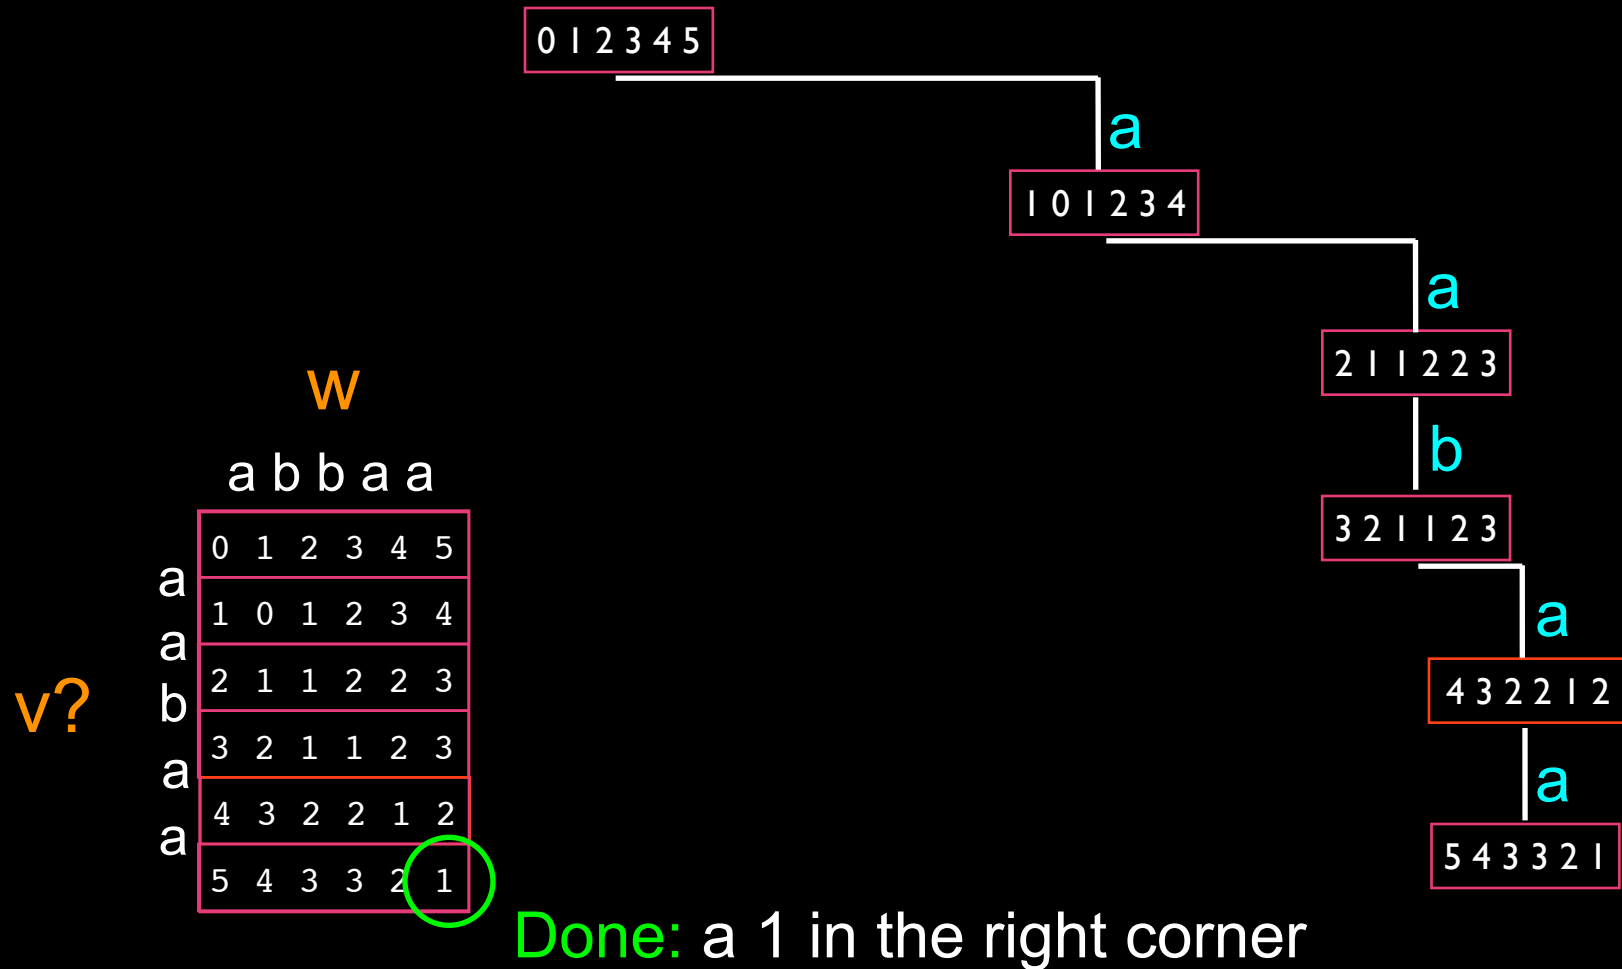 0 1 2 3 4 5
a
1 0 1 2 3 4
a
2 1 1 2 2 3
b
3 2 1 1 2 3
a
4 3 2 2 1 2
a
5 4 3 3 2 1
w
a b b a a
0 1 2 3 4 5
a
1 0 1 2 3 4
a
2 1 1 2 2 3
v?
b
3 2 1 1 2 3
a
4 3 2 2 1 2
a
5 4 3 3 2 1
Done: a 1 in the right corner